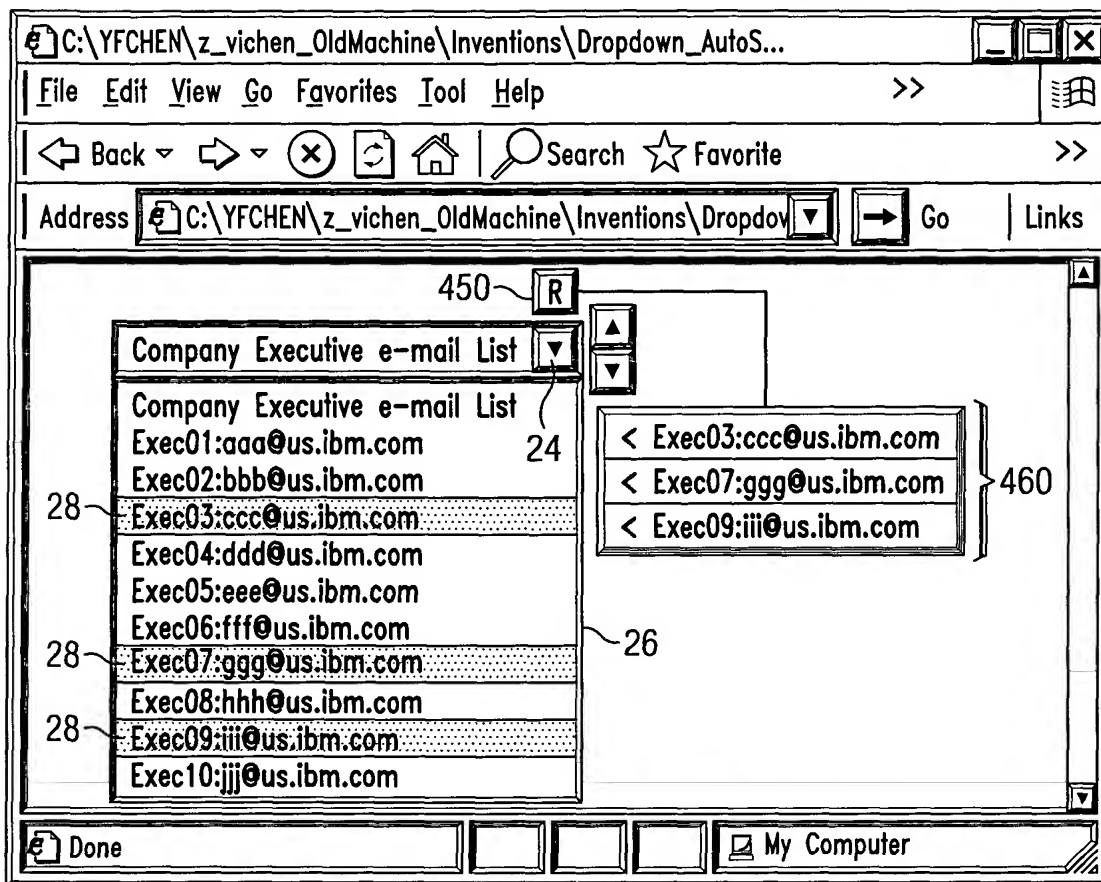 C:\YFCHEN\z_vichen_OldMachine\Inventions\Dropdown_AutoS...
File Edit View Go Favorites Tool Help >>
Back Search Favorite >>
Address C:\YFCHEN\z_vichen_OldMachine\Inventions\Dropdov Go Links
450 R
Company Executive e-mail List
24
Company Executive e-mail List
Exec01:aaa@us.ibm.com
Exec02:bbb@us.ibm.com
28 Exec03:ccc@us.ibm.com
Exec04:ddd@us.ibm.com
Exec05:eee@us.ibm.com
Exec06:fff@us.ibm.com
28 Exec07:ggg@us.ibm.com
Exec08:hhh@us.ibm.com
28 Exec09:iii@us.ibm.com
Exec10:jjj@us.ibm.com
26
< Exec03:ccc@us.ibm.com
< Exec07:ggg@us.ibm.com
< Exec09:iii@us.ibm.com
460
Done My Computer